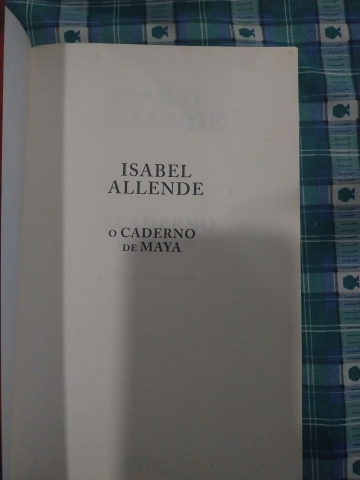 ISABEL
ALLENDE
O CADERNO
DE MAYA